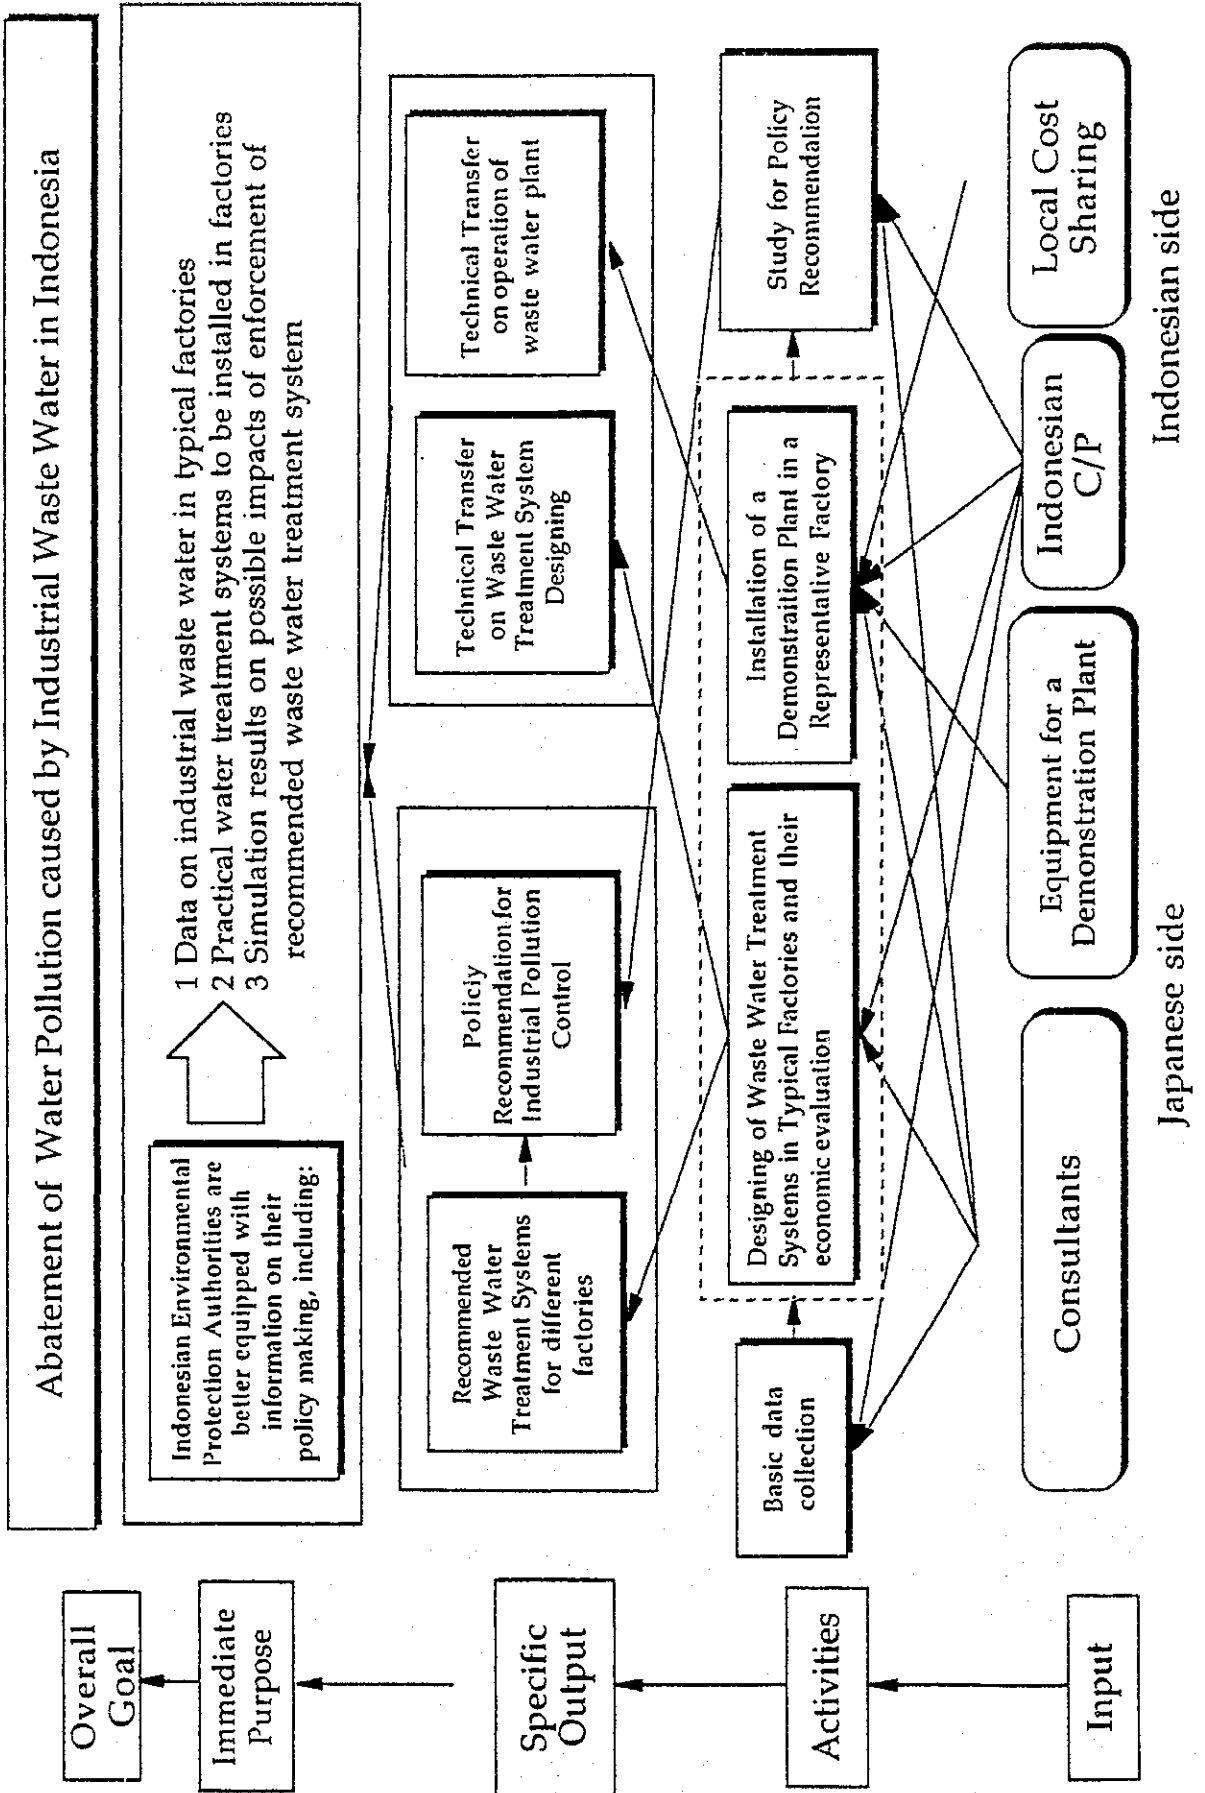 Overall
Goal
Abatement of Water Pollution caused by Industrial Waste Water in Indonesia
Immediate
Purpose
Indonesian Environmental
Protection Authorities are
better equipped with
information on their
policy making, including:
1 Data on industrial waste water in typical factories
2 Practical water treatment systems to be installed in factories
3 Simulation results on possible impacts of enforcement of
recommended waste water treatment system
Specific
Output
Recommended
Waste Water
Treatment Systems
for different
factories
Policiy
Recommendation for
Industrial Pollution
Control
Technical Transfer
on Waste Water
Treatment System
Designing
Technical Transfer
on operation of
waste water plant
Activities
Basic data
collection
Designing of Waste Water Treatment
Systems in Typical Factories and their
economic evaluation
Installation of a
Demonstraition Plant in a
Representative Factory
Study for Policy
Recommendation
Input
Consultants
Equipment for a
Demonstration Plant
Indonesian
C/P
Local Cost
Sharing
Japanese side
Indonesian side